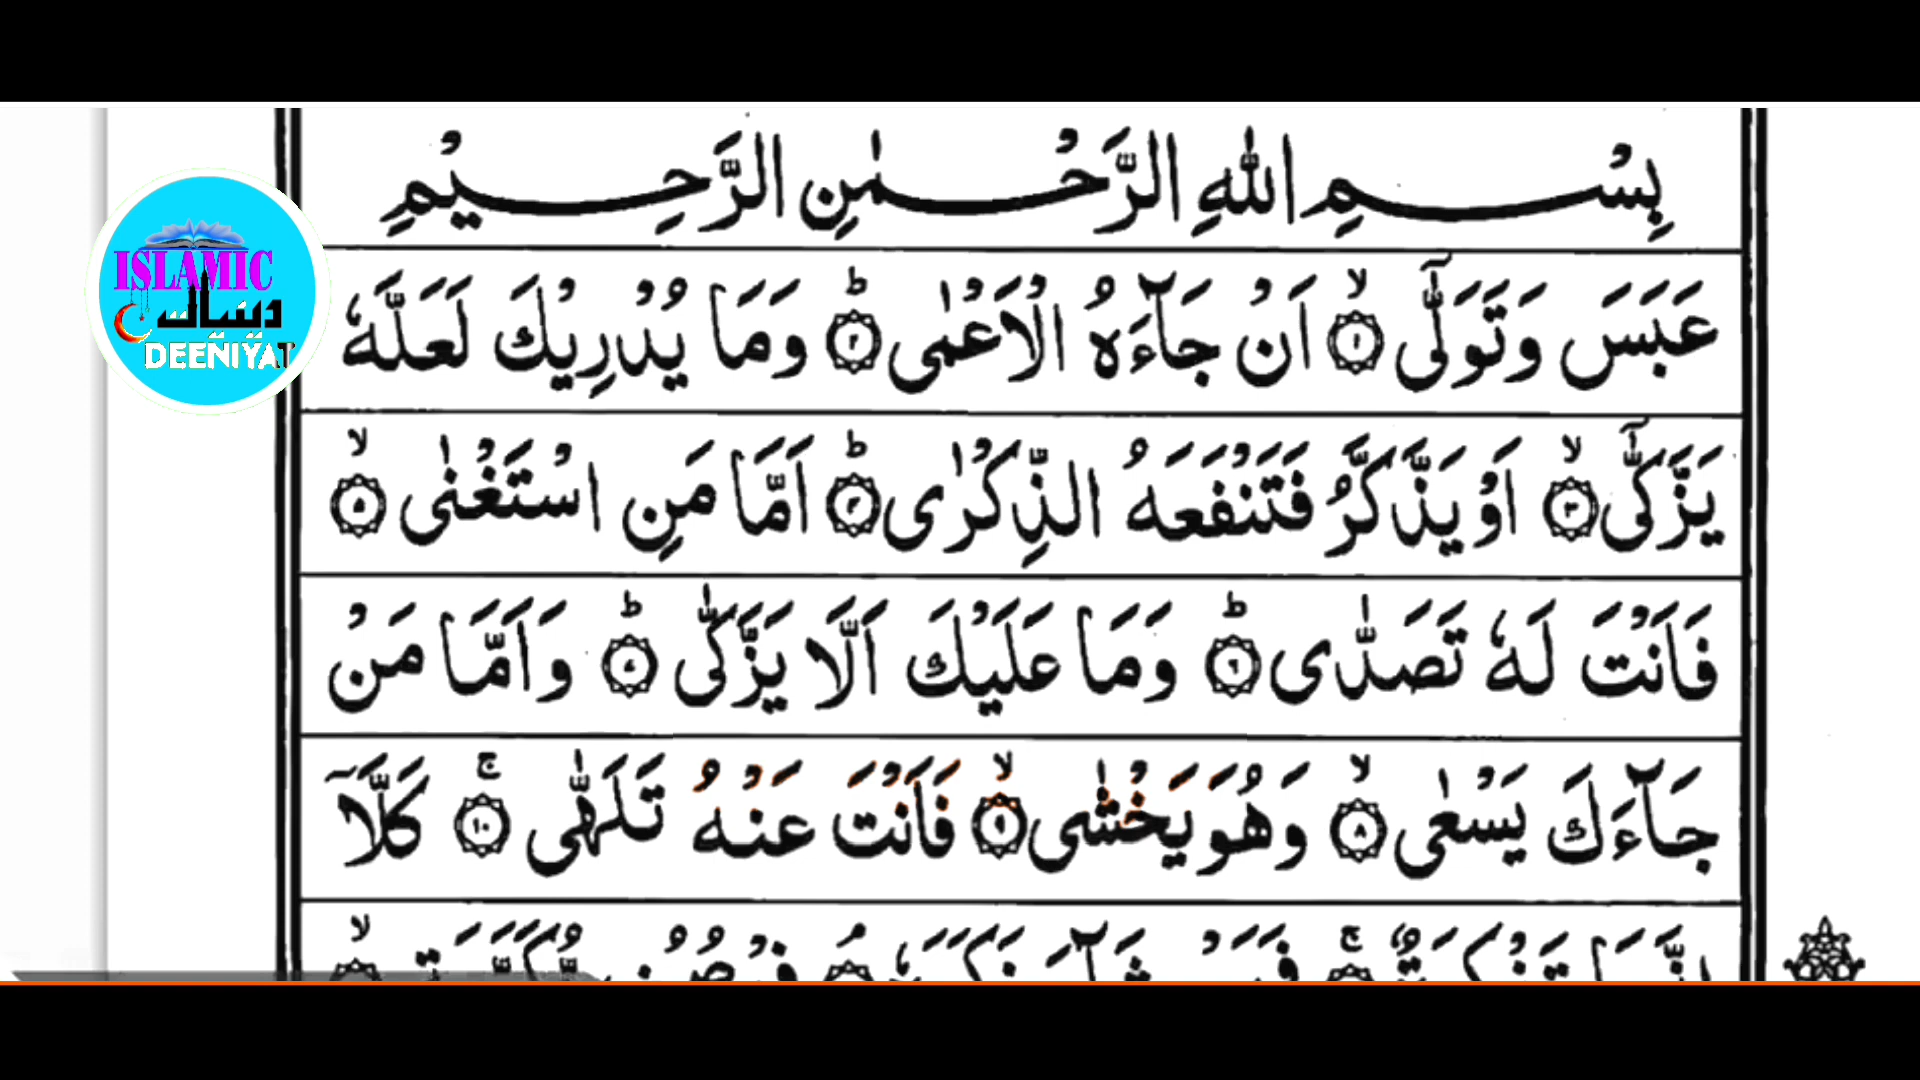 بِسْمِ اللهِ الرَّحْمٰنِ الرَّحِيْمِ
عَبَسَ وَتَوَلّٰٓى ۙ‏﴿۱﴾ اَنْ جَآءَهُ الْاَعْمٰى ؕ‏﴿۲﴾ وَمَا يُدْرِيْكَ لَعَلَّهٗ
يَزَّكّٰٓى ۙ‏﴿۳﴾ اَوْ يَذَّكَّرُ فَتَنْفَعَهُ الذِّكْرٰى ؕ‏﴿۴﴾ اَمَّا مَنِ اسْتَغْنٰى ۙ‏﴿۵﴾
فَاَنْتَ لَهٗ تَصَدّٰى ؕ‏﴿۶﴾ وَمَا عَلَيْكَ اَلَّا يَزَّكّٰى ؕ‏﴿۷﴾ وَاَمَّا مَنْ
جَآءَكَ يَسْعٰى ۙ‏﴿۸﴾ وَهُوَ يَخْشٰى ۙ‏﴿۹﴾ فَاَنْتَ عَنْهُ تَلَهّٰى ۚ‏﴿۱۰﴾ كَلَّاۤ
ISLAMIC
دینیات
DEENIYAT